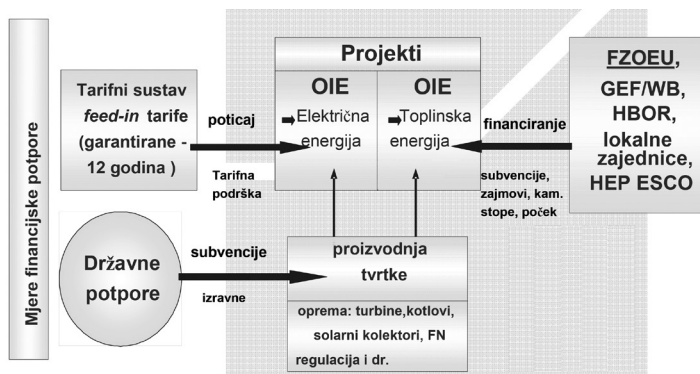 Mjere financijske potpore
Tarifni sustav
feed-in tarife
(garantirane -
12 godina )
poticaj
Tarifna
podrška
Državne
potpore
subvencije
izravne
Projekti
OIE
Električna
energija
OIE
Toplinska
energija
proizvodnja
tvrtke
oprema: turbine,kotlovi,
solarni kolektori, FN
regulacija i dr.
financiranje
subvencije,
zajmovi, kam.
stope, poček
FZOEU,
GEF/WB,
HBOR,
lokalne
zajednice,
HEP ESCO